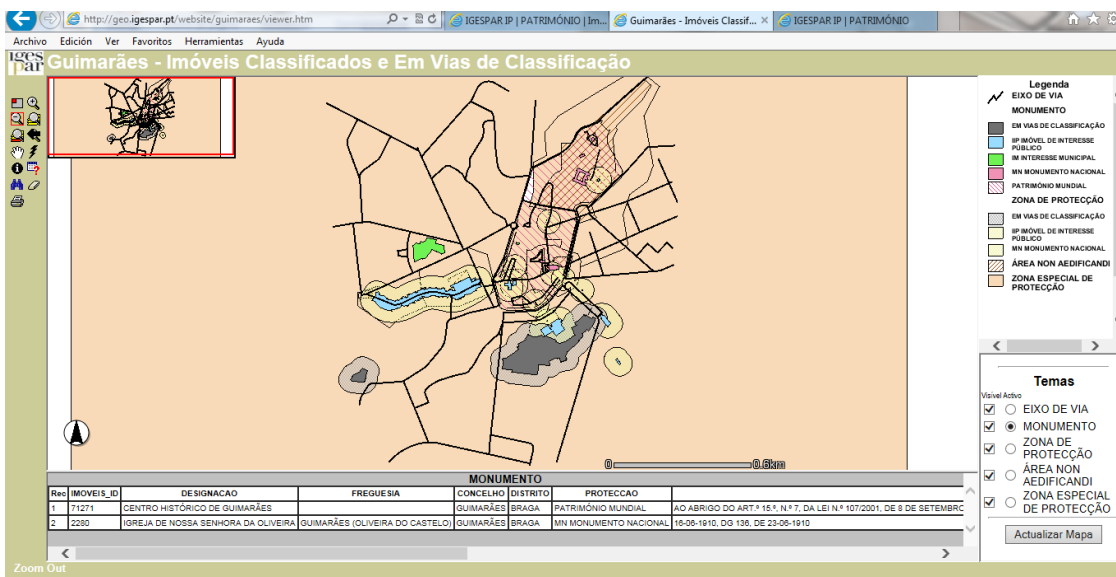 http://geo.igespar.pt/website/guimaraes/viewer.htm
IGESPAR IP | PATRIMÓNIO | Im...
Guimarães - Imóveis Classif...
IGESPAR IP | PATRIMÓNIO
Archivo Edición Ver Favoritos Herramientas Ayuda
iges
par
Guimarães - Imóveis Classificados e Em Vias de Classificação
0 0.6km
Legenda
EIXO DE VIA
MONUMENTO
EM VIAS DE CLASSIFICAÇÃO
IIP IMÓVEL DE INTERESSE
PÚBLICO
IM INTERESSE MUNICIPAL
MN MONUMENTO NACIONAL
PATRIMÓNIO MUNDIAL
ZONA DE PROTECÇÃO
EM VIAS DE CLASSIFICAÇÃO
IIP IMÓVEL DE INTERESSE
PÚBLICO
MN MONUMENTO NACIONAL
ÁREA NON AEDIFICANDI
ZONA ESPECIAL DE
PROTECÇÃO
Temas
Visível Activo
EIXO DE VIA
MONUMENTO
ZONA DE
PROTECÇÃO
ÁREA NON
AEDIFICANDI
ZONA ESPECIAL
DE PROTECÇÃO
Actualizar Mapa
MONUMENTO
Rec IMOVEIS_ID DESIGNACAO FREGUESIA CONCELHO DISTRITO PROTECCAO
1 71271 CENTRO HISTÓRICO DE GUIMARÃES GUIMARÃES BRAGA PATRIMÓNIO MUNDIAL AO ABRIGO DO ART.º 15.º, N.º 7, DA LEI N.º 107/2001, DE 8 DE SETEMBRO
2 2280 IGREJA DE NOSSA SENHORA DA OLIVEIRA GUIMARÃES (OLIVEIRA DO CASTELO) GUIMARÃES BRAGA MN MONUMENTO NACIONAL 16-06-1910, DG 136, DE 23-06-1910
Zoom Out